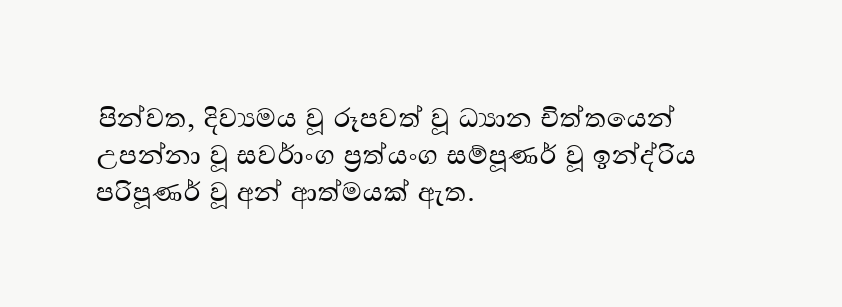 පින්වත, දිව්‍යමය වූ රූපවත් වූ ධ්‍යාන චිත්තයෙන්
උපන්නා වූ සවර්‍ාංග ප්‍රත්යංග සම්පූණර් වූ ඉන්ද්රිය
පරිපූණර් වූ අන් ආත්මයක් ඇත.